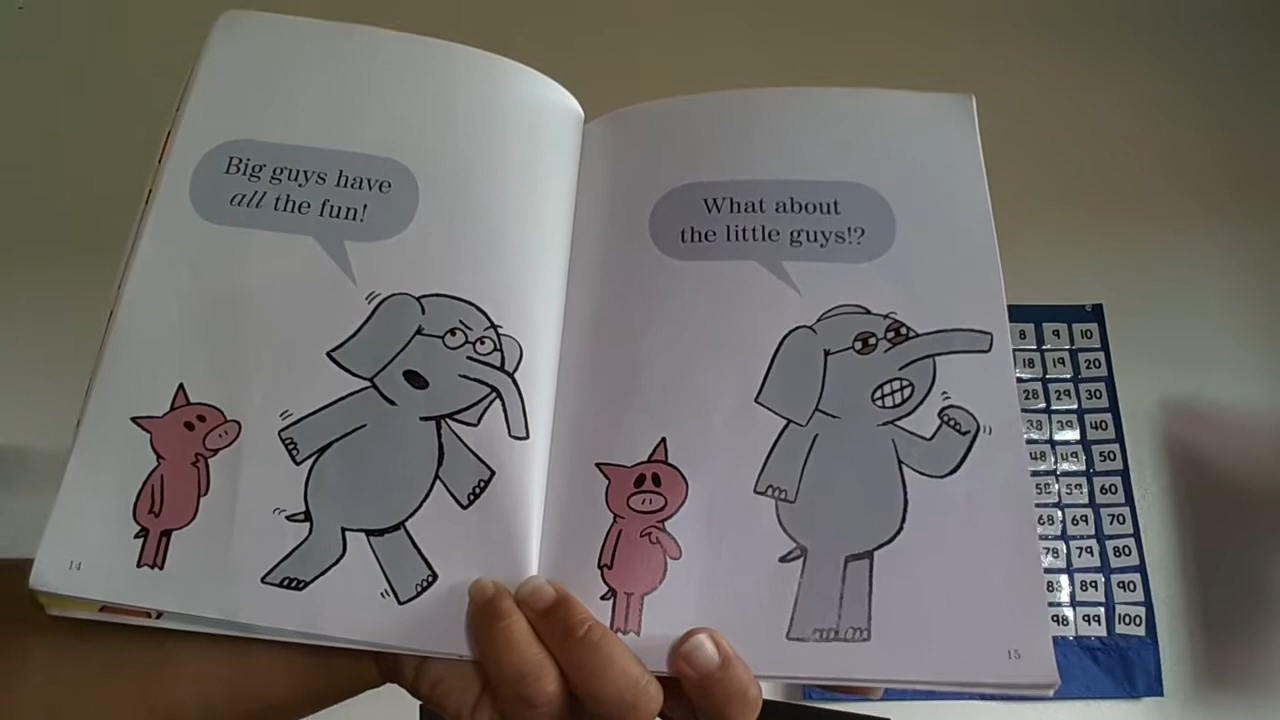 Big guys have
all the fun!
14
What about
the little guys!?
15
8 9 10
18 19 20
28 29 30
38 39 40
48 49 50
58 59 60
68 69 70
78 79 80
89 90
98 99 100